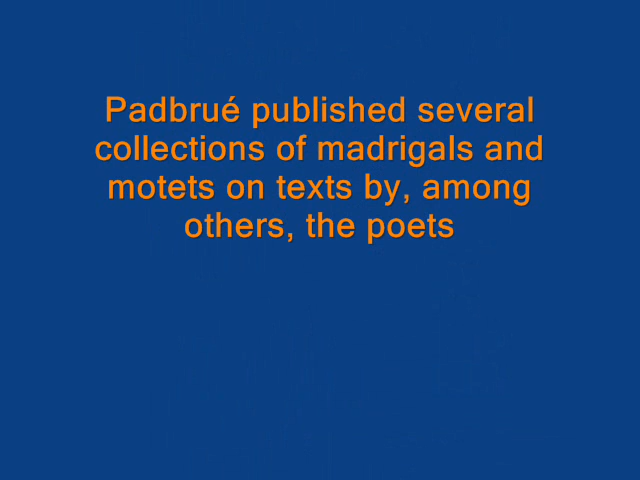 Padbrué published several
collections of madrigals and
motets on texts by, among
others, the poets